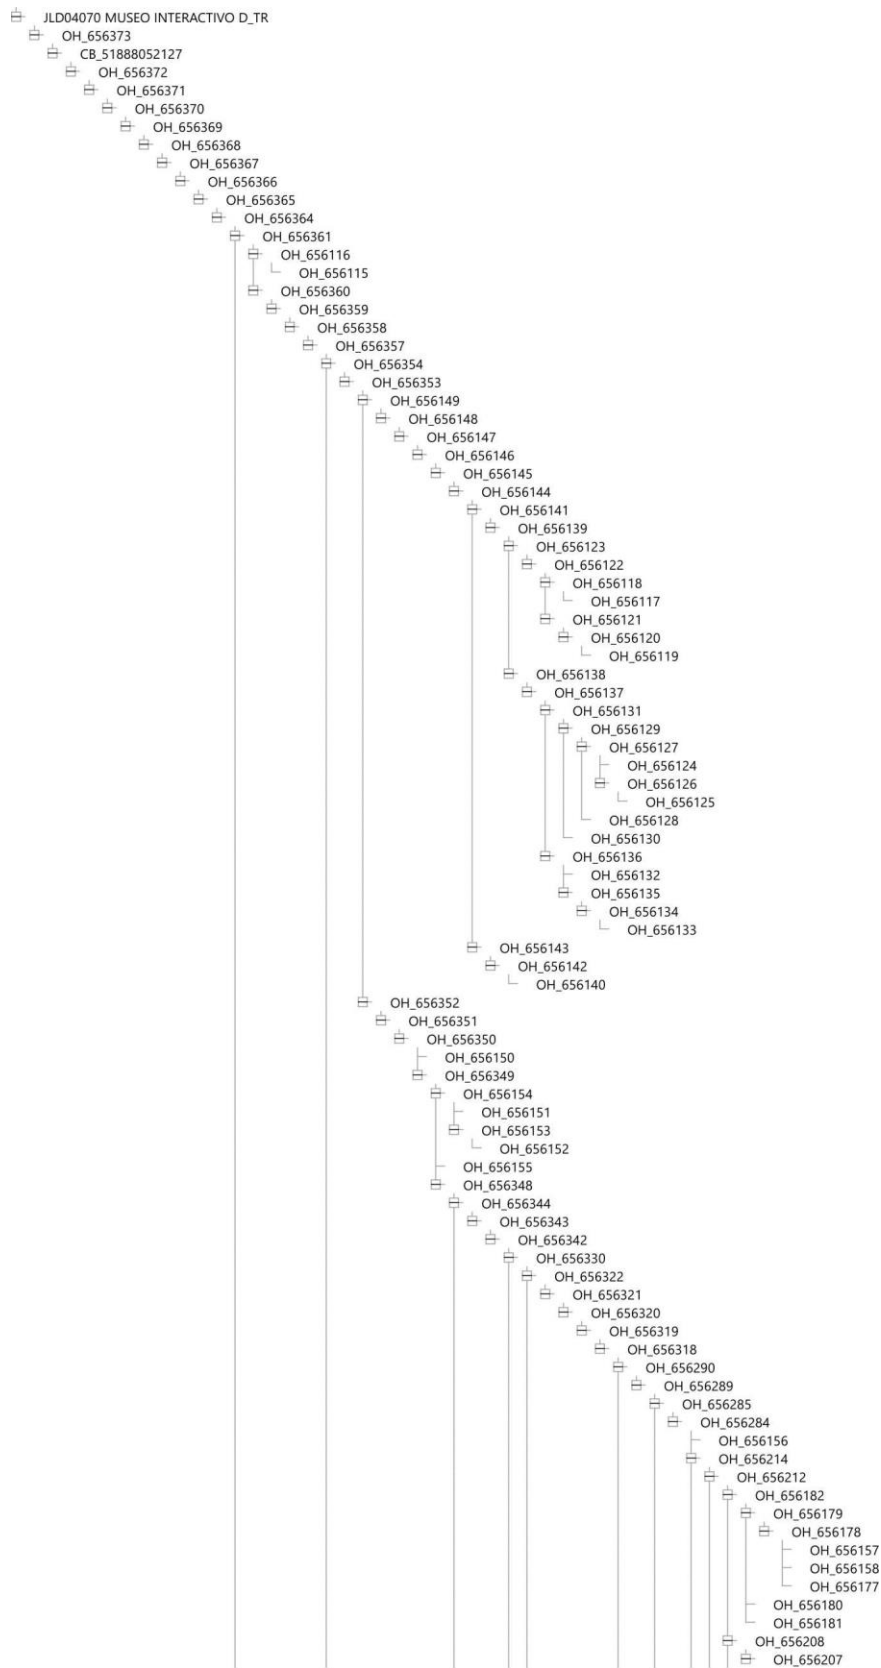 JLD04070 MUSEO INTERACTIVO D_TR
OH_656373
CB_51888052127
OH_656372
OH_656371
OH_656370
OH_656369
OH_656368
OH_656367
OH_656366
OH_656365
OH_656364
OH_656361
OH_656116
OH_656115
OH_656360
OH_656359
OH_656358
OH_656357
OH_656354
OH_656353
OH_656149
OH_656148
OH_656147
OH_656146
OH_656145
OH_656144
OH_656141
OH_656139
OH_656123
OH_656122
OH_656118
OH_656117
OH_656121
OH_656120
OH_656119
OH_656138
OH_656137
OH_656131
OH_656129
OH_656127
OH_656124
OH_656126
OH_656125
OH_656128
OH_656130
OH_656136
OH_656132
OH_656135
OH_656134
OH_656133
OH_656143
OH_656142
OH_656140
OH_656352
OH_656351
OH_656350
OH_656150
OH_656349
OH_656154
OH_656151
OH_656153
OH_656152
OH_656155
OH_656348
OH_656344
OH_656343
OH_656342
OH_656330
OH_656322
OH_656321
OH_656320
OH_656319
OH_656318
OH_656290
OH_656289
OH_656285
OH_656284
OH_656156
OH_656214
OH_656212
OH_656182
OH_656179
OH_656178
OH_656157
OH_656158
OH_656177
OH_656180
OH_656181
OH_656208
OH_656207